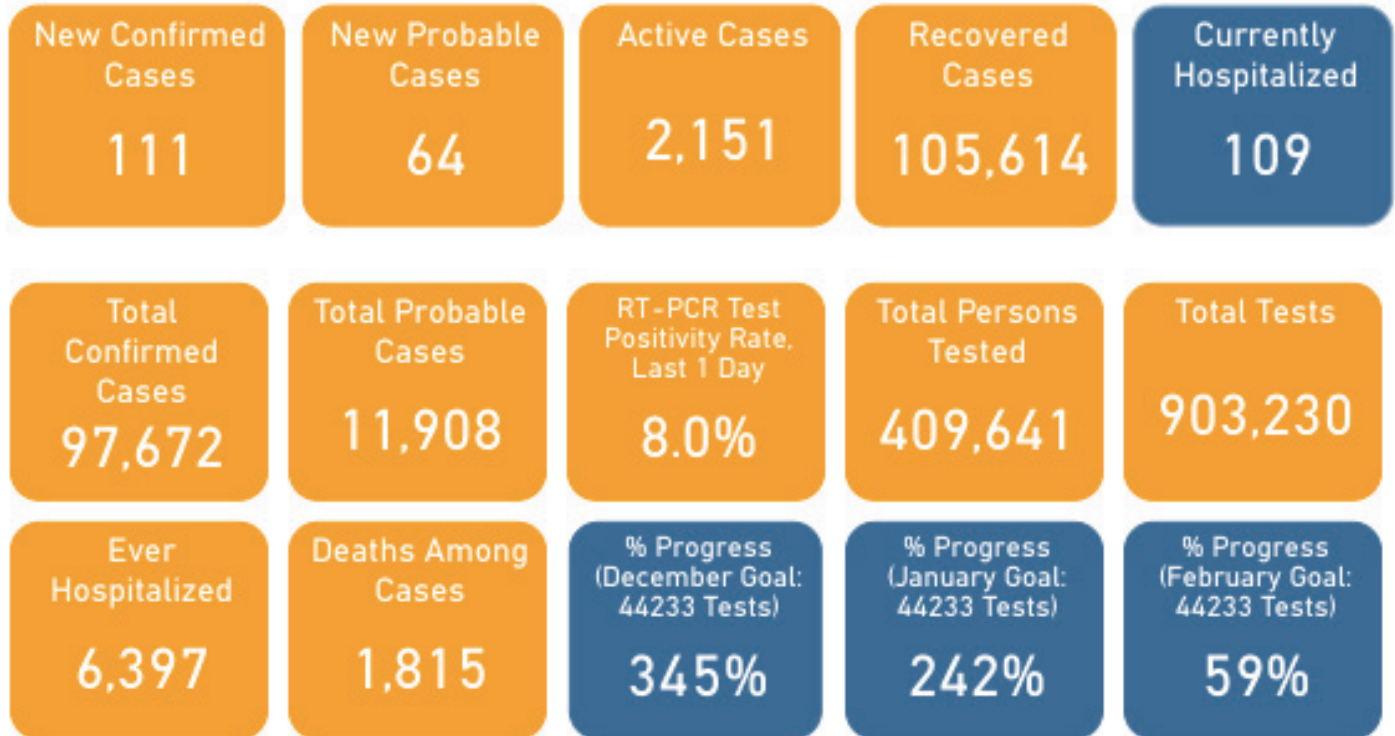 New Confirmed
Cases
111
New Probable
Cases
64
Active Cases
2,151
Recovered
Cases
105,614
Currently
Hospitalized
109
Total
Confirmed
Cases
97,672
Total Probable
Cases
11,908
RT-PCR Test
Positivity Rate,
Last 1 Day
8.0%
Total Persons
Tested
409,641
Total Tests
903,230
Ever
Hospitalized
6,397
Deaths Among
Cases
1,815
% Progress
(December Goal:
44233 Tests)
345%
% Progress
(January Goal:
44233 Tests)
242%
% Progress
(February Goal:
44233 Tests)
59%